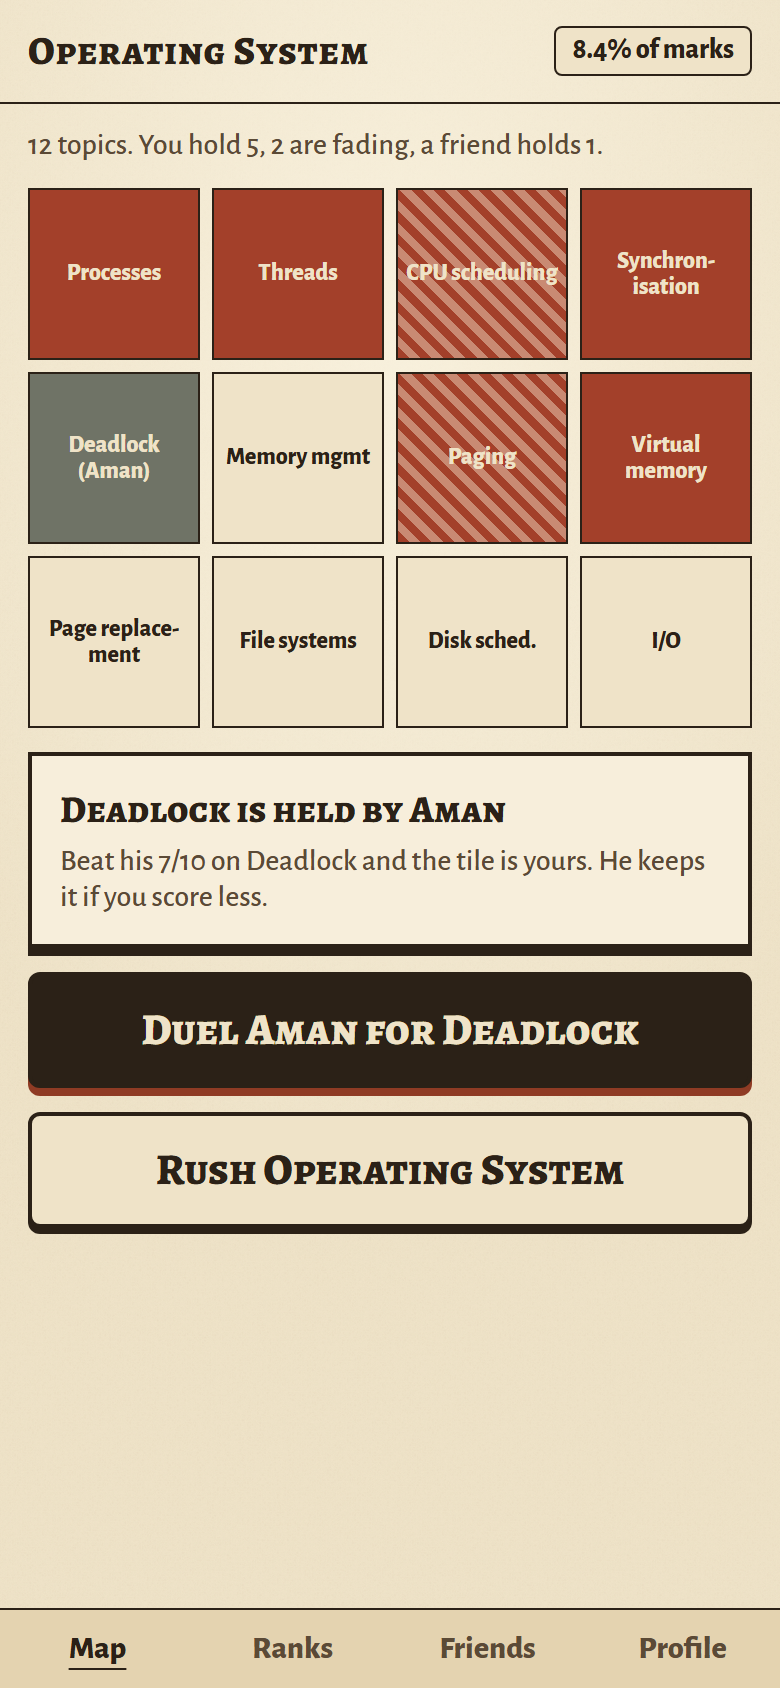 Operating System
8.4% of marks
12 topics. You hold 5, 2 are fading, a friend holds 1.
Processes
Threads
CPU scheduling
Synchron-
isation
Deadlock
(Aman)
Memory mgmt
Paging
Virtual
memory
Page replace-
ment
File systems
Disk sched.
I/O
Deadlock is held by Aman
Beat his 7/10 on Deadlock and the tile is yours. He keeps
it if you score less.
Duel Aman for Deadlock
Rush Operating System
Map
Ranks
Friends
Profile